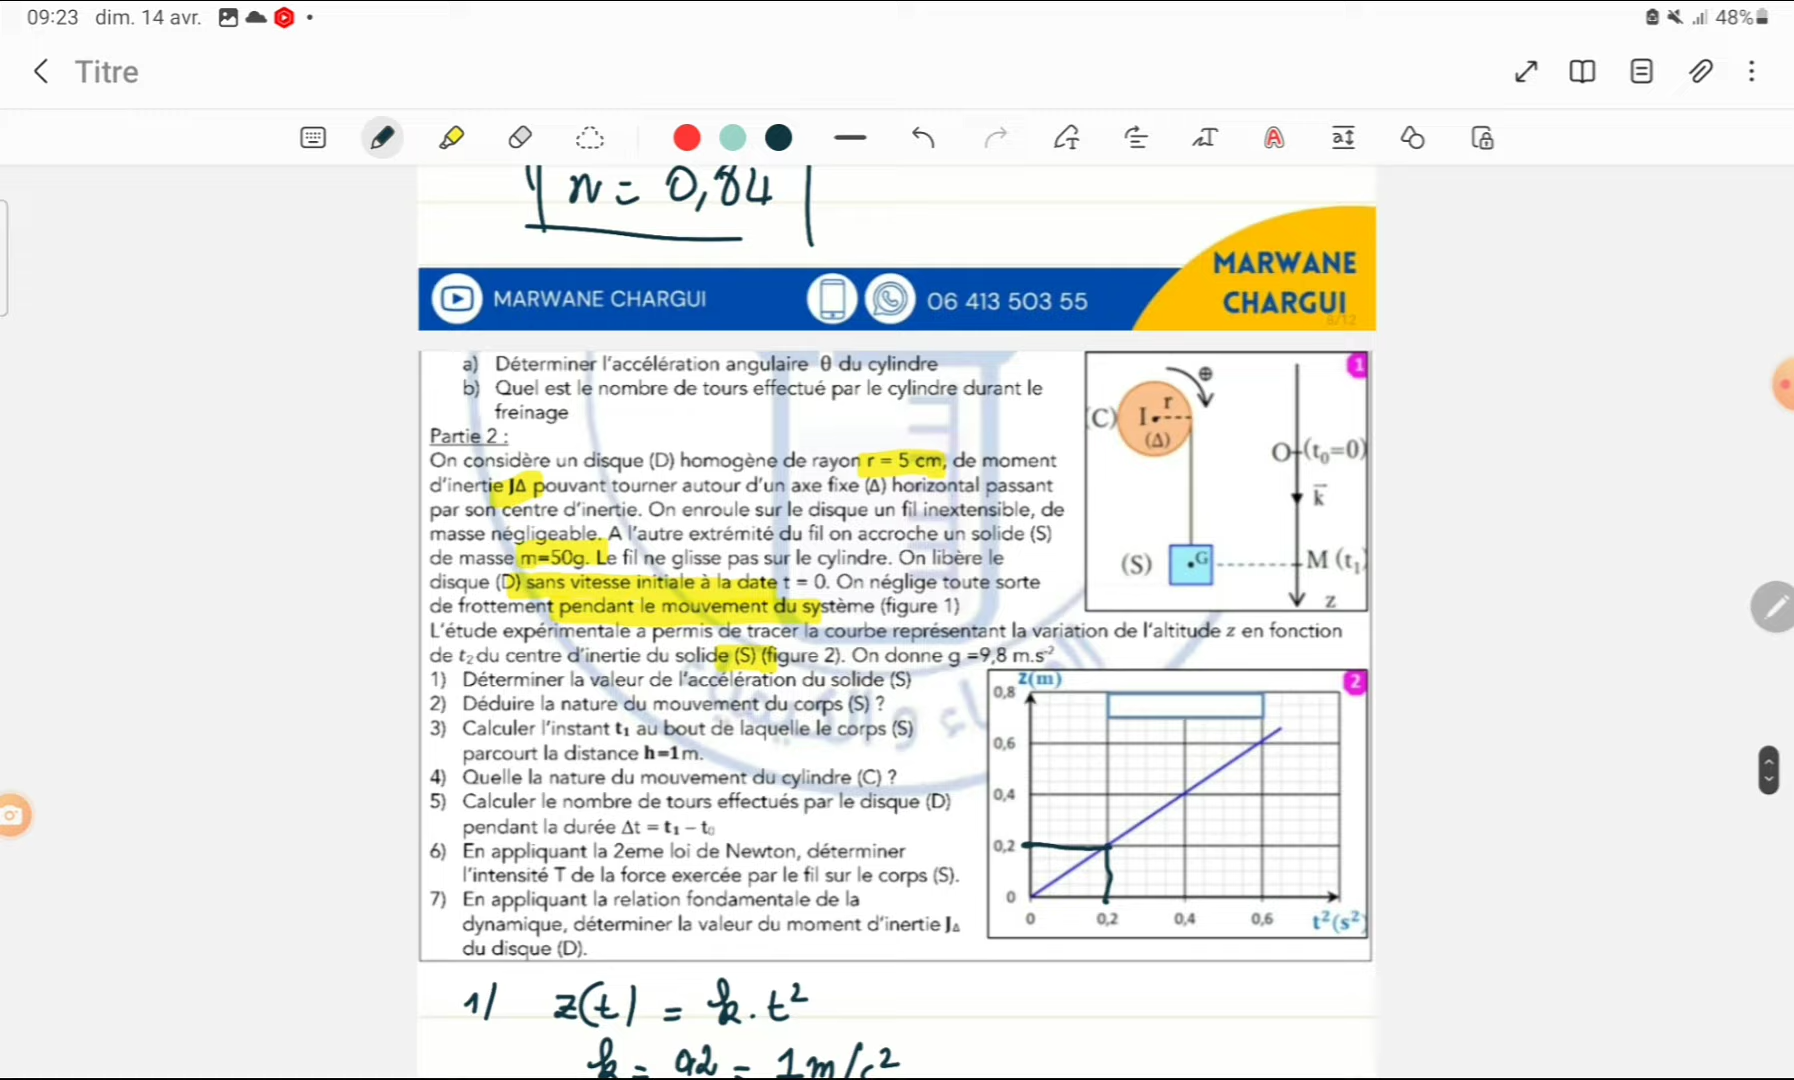 09:23 dim. 14 avr.
48%
Titre
n = 0,84
MARWANE CHARGUI
06 413 503 55
MARWANE
CHARGUI
8/12
a) Déterminer l'accélération angulaire θ du cylindre
b) Quel est le nombre de tours effectué par le cylindre durant le
freinage
Partie 2 :
On considère un disque (D) homogène de rayon r = 5 cm, de moment
d'inertie JΔ pouvant tourner autour d'un axe fixe (Δ) horizontal passant
par son centre d'inertie. On enroule sur le disque un fil inextensible, de
masse négligeable. A l'autre extrémité du fil on accroche un solide (S)
de masse m=50g. Le fil ne glisse pas sur le cylindre. On libère le
disque (D) sans vitesse initiale à la date t = 0. On néglige toute sorte
de frottement pendant le mouvement du système (figure 1)
L'étude expérimentale a permis de tracer la courbe représentant la variation de l'altitude z en fonction
de t2 du centre d'inertie du solide (S) (figure 2). On donne g =9,8 m.s⁻²
1) Déterminer la valeur de l'accélération du solide (S)
2) Déduire la nature du mouvement du corps (S) ?
3) Calculer l'instant t₁ au bout de laquelle le corps (S)
parcourt la distance h=1m.
4) Quelle la nature du mouvement du cylindre (C) ?
5) Calculer le nombre de tours effectués par le disque (D)
pendant la durée Δt = t₁ – t₀
6) En appliquant la 2eme loi de Newton, déterminer
l'intensité T de la force exercée par le fil sur le corps (S).
7) En appliquant la relation fondamentale de la
dynamique, déterminer la valeur du moment d'inertie JΔ
du disque (D).
1
⊕
(C) I r
(Δ)
O (t₀=0)
k
(S) G M (t₁
z
2
z(m)
0,8
0,6
0,4
0,2
0
0 0,2 0,4 0,6 t²(s²
1/ z(t) = k . t²
k = 0,2 = 1 m/s²